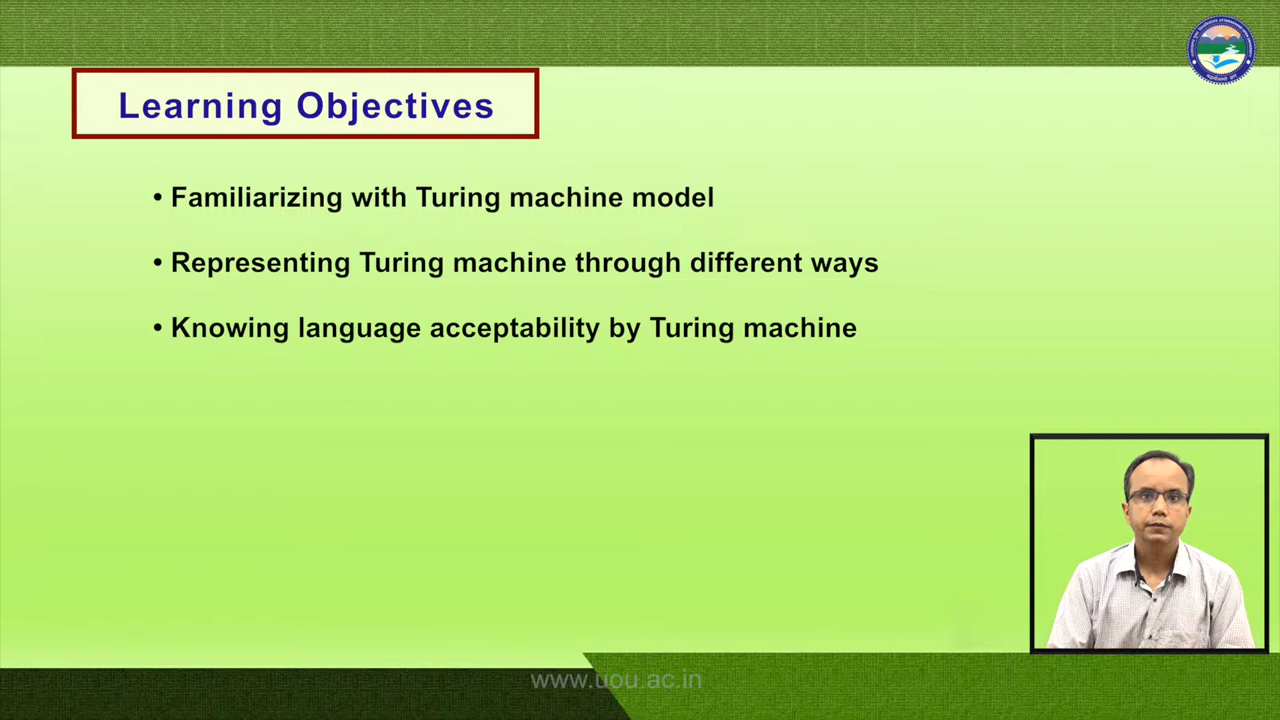 Learning Objectives
• Familiarizing with Turing machine model
• Representing Turing machine through different ways
• Knowing language acceptability by Turing machine
www.uou.ac.in